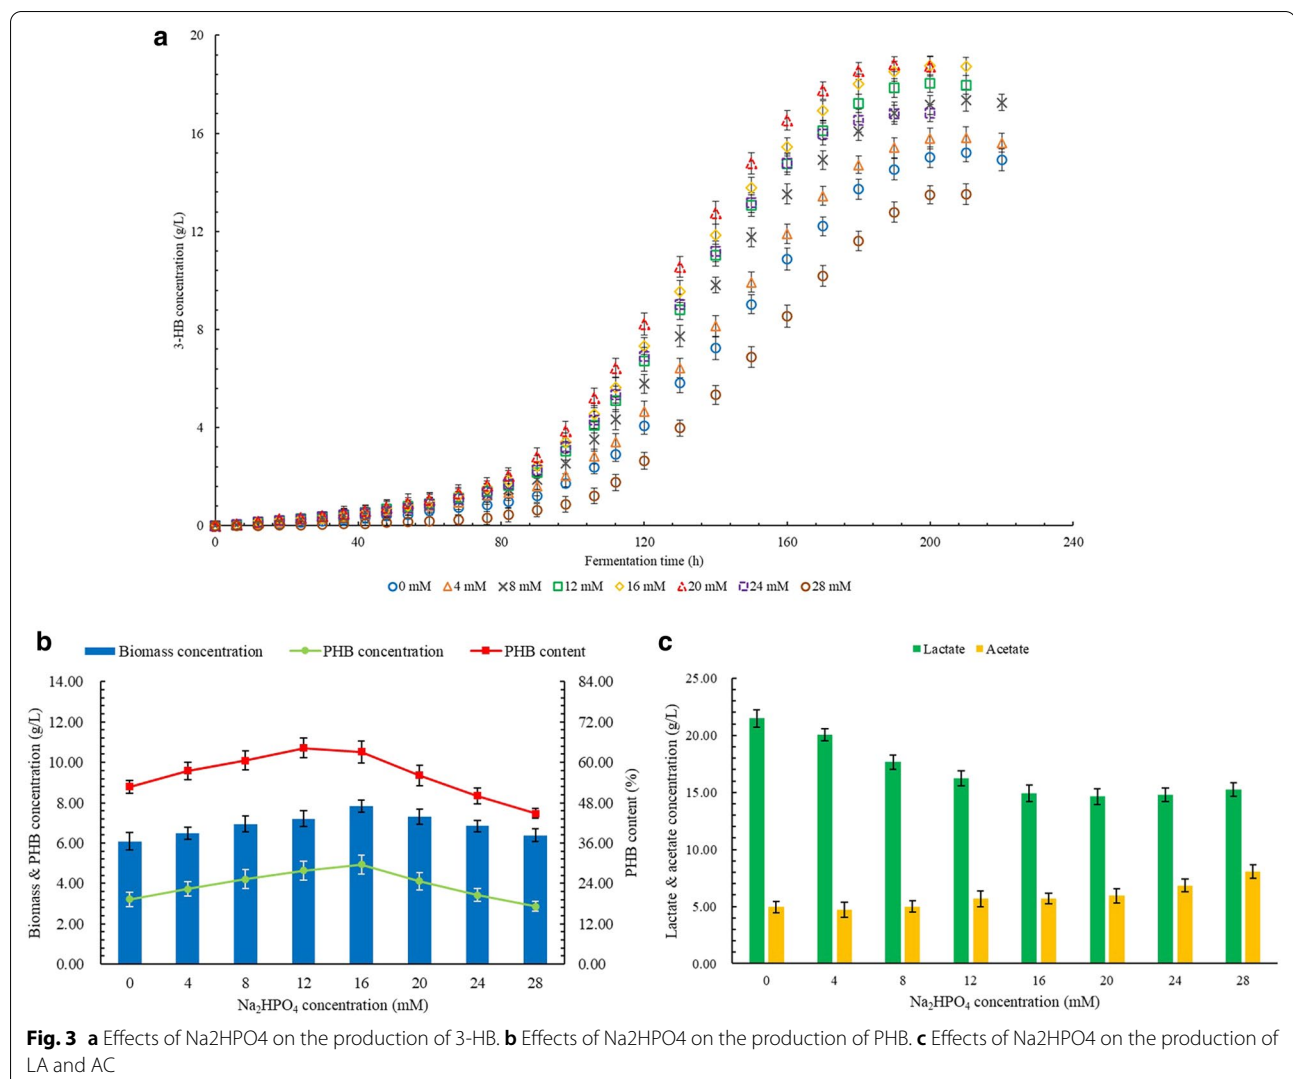 a
20
16
12
8
4
0
3-HB concentration (g/L)
0 40 80 120 160 200 240
Fermentation time (h)
0 mM 4 mM 8 mM 12 mM 16 mM 20 mM 24 mM 28 mM
b
Biomass concentration PHB concentration PHB content
14.00
12.00
10.00
8.00
6.00
4.00
2.00
0.00
Biomass & PHB concentration (g/L)
84.00
72.00
60.00
48.00
36.00
24.00
12.00
0.00
PHB content (%)
0 4 8 12 16 20 24 28
Na₂HPO₄ concentration (mM)
c
Lactate Acetate
25.00
20.00
15.00
10.00
5.00
0.00
Lactate & acetate concentration (g/L)
0 4 8 12 16 20 24 28
Na₂HPO₄ concentration (mM)
Fig. 3 a Effects of Na2HPO4 on the production of 3-HB. b Effects of Na2HPO4 on the production of PHB. c Effects of Na2HPO4 on the production of
LA and AC